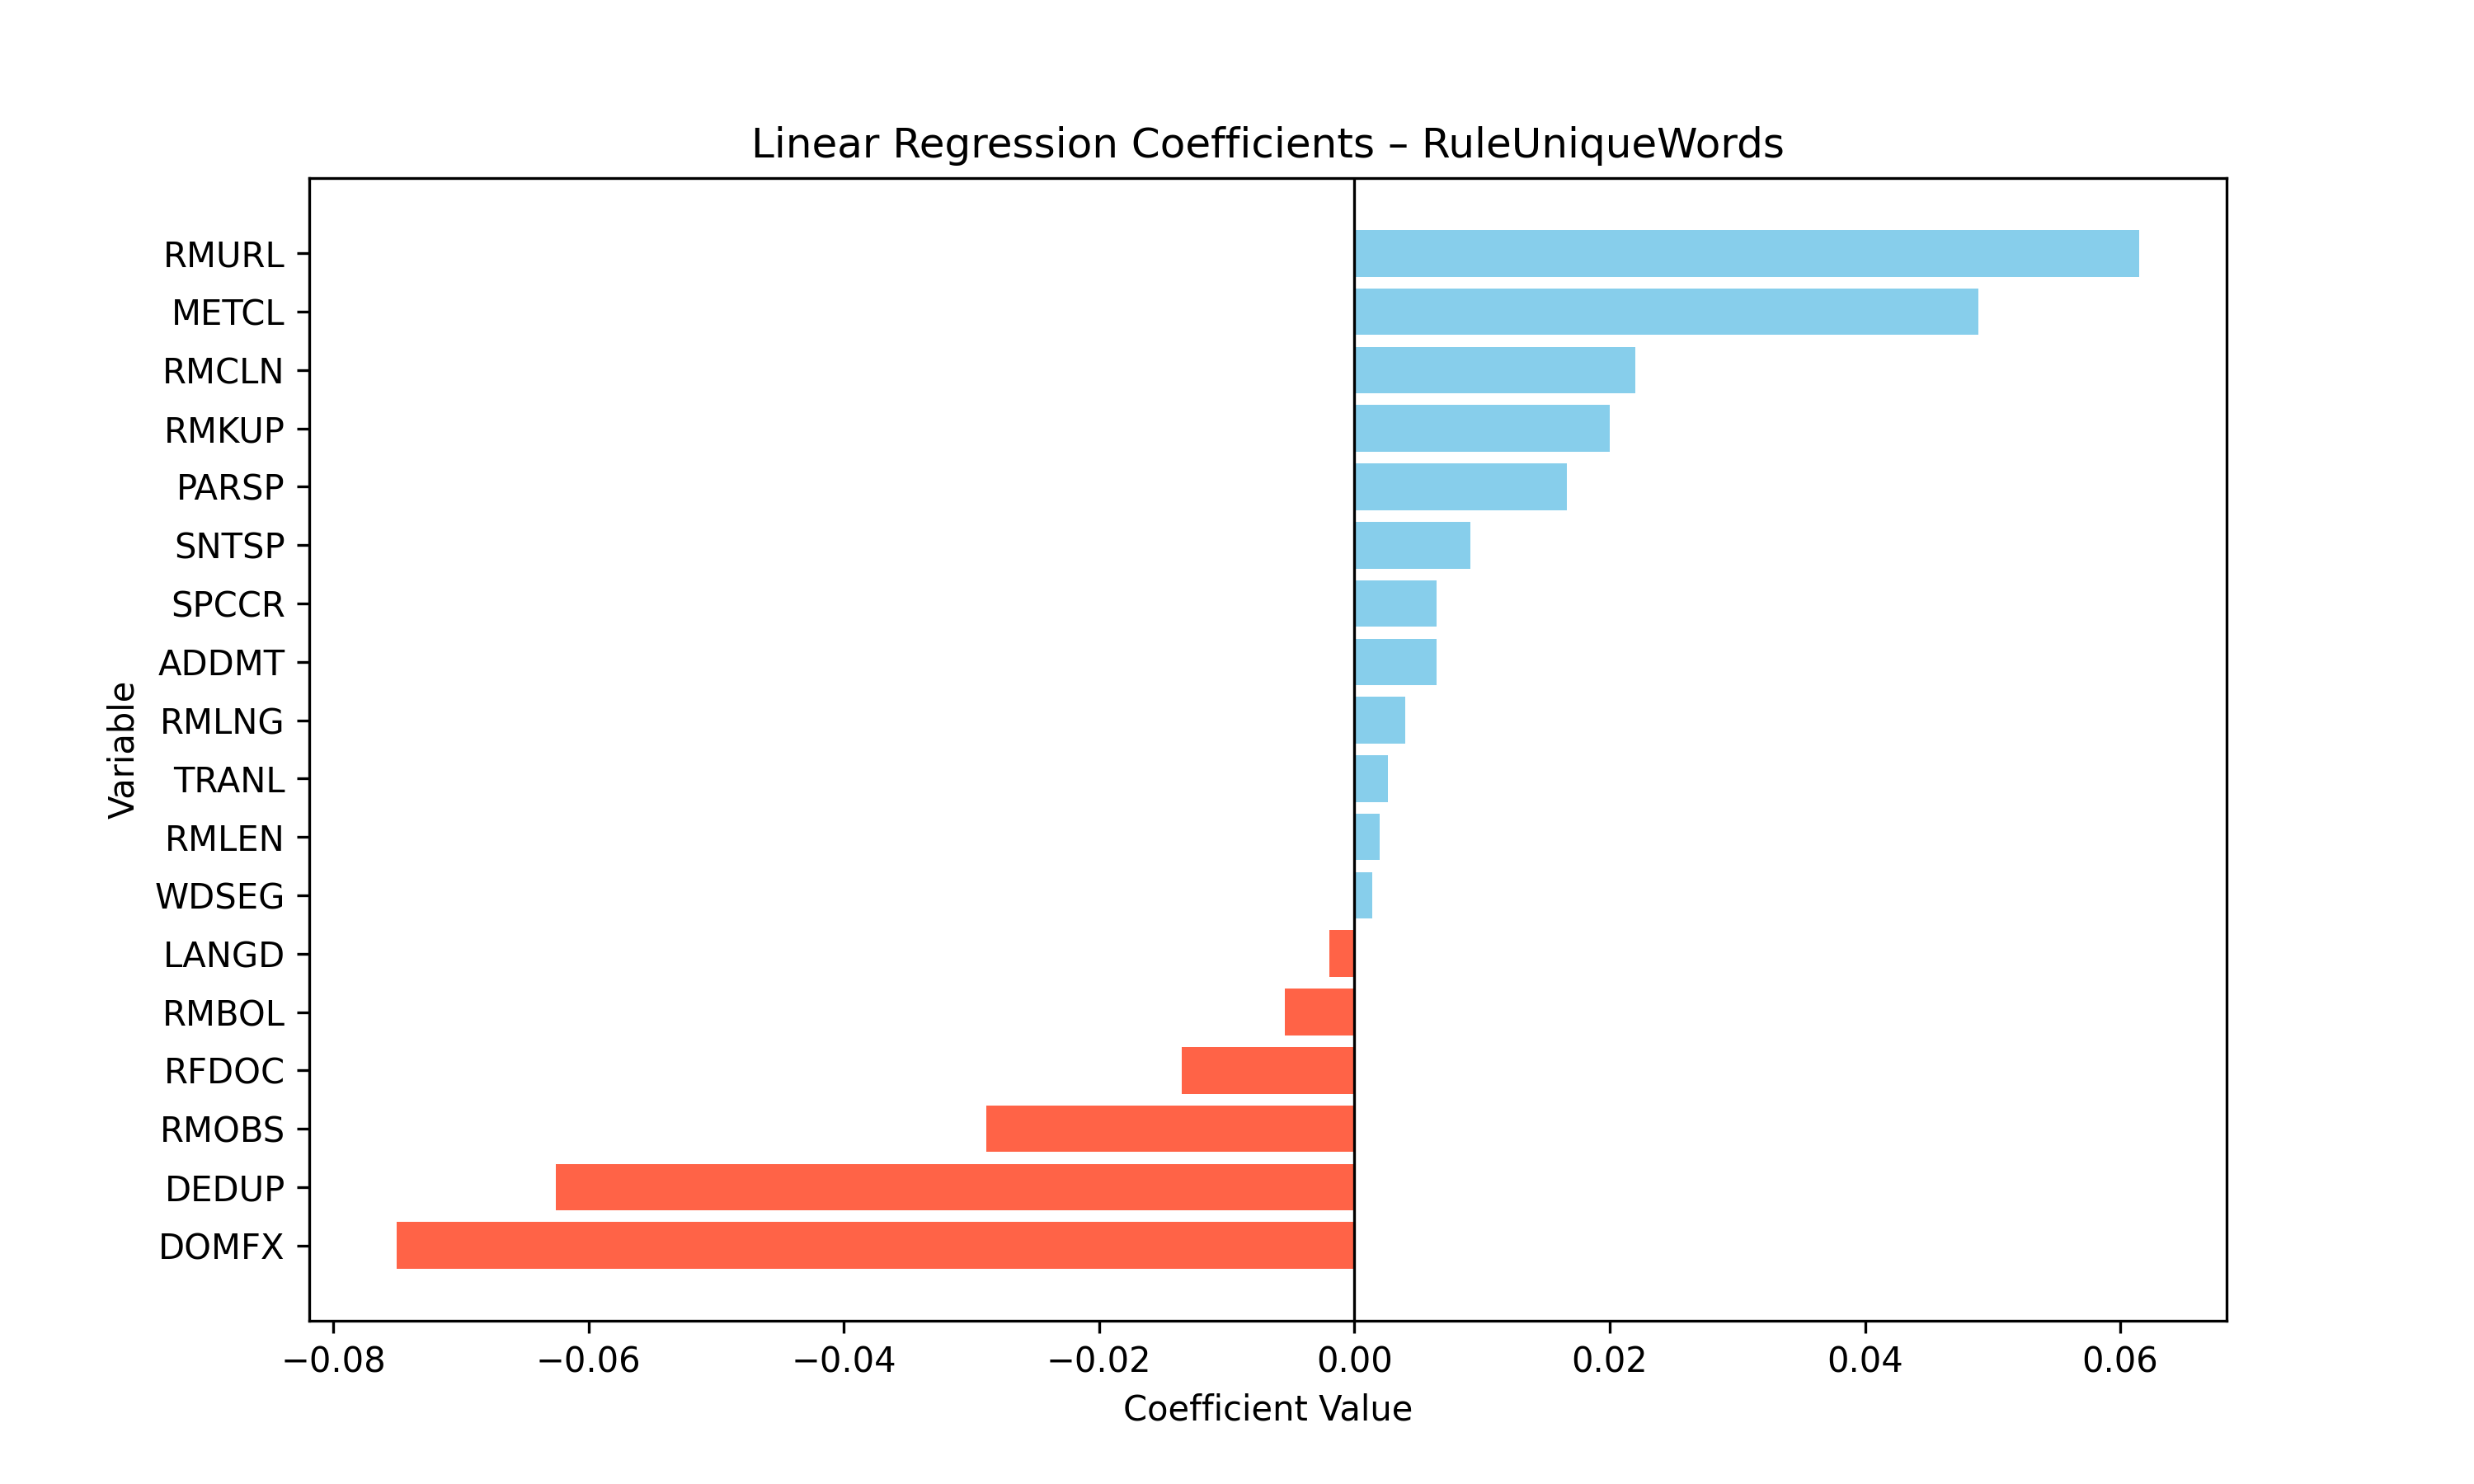 Linear Regression Coefficients – RuleUniqueWords
Variable
RMURL
METCL
RMCLN
RMKUP
PARSP
SNTSP
SPCCR
ADDMT
RMLNG
TRANL
RMLEN
WDSEG
LANGD
RMBOL
RFDOC
RMOBS
DEDUP
DOMFX
−0.08 −0.06 −0.04 −0.02 0.00 0.02 0.04 0.06
Coefficient Value